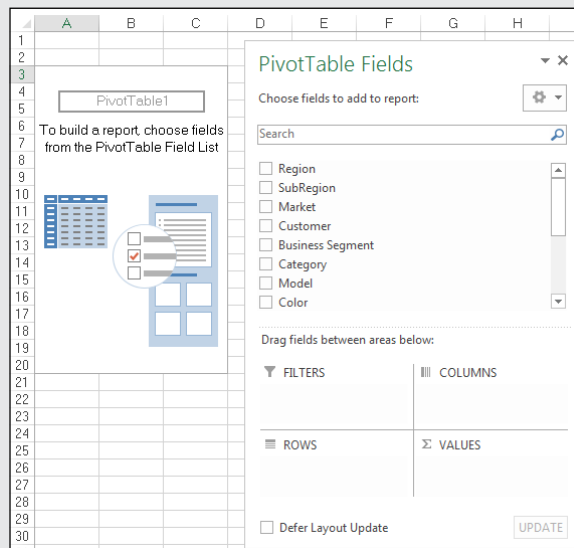 A B C D E F G H
1
2
3
4
5
6
7
8
9
10
11
12
13
14
15
16
17
18
19
20
21
22
23
24
25
26
27
28
29
30
PivotTable1
To build a report, choose fields
from the PivotTable Field List
PivotTable Fields
Choose fields to add to report:
Search
Region
SubRegion
Market
Customer
Business Segment
Category
Model
Color
Drag fields between areas below:
FILTERS
COLUMNS
ROWS
Σ VALUES
Defer Layout Update
UPDATE